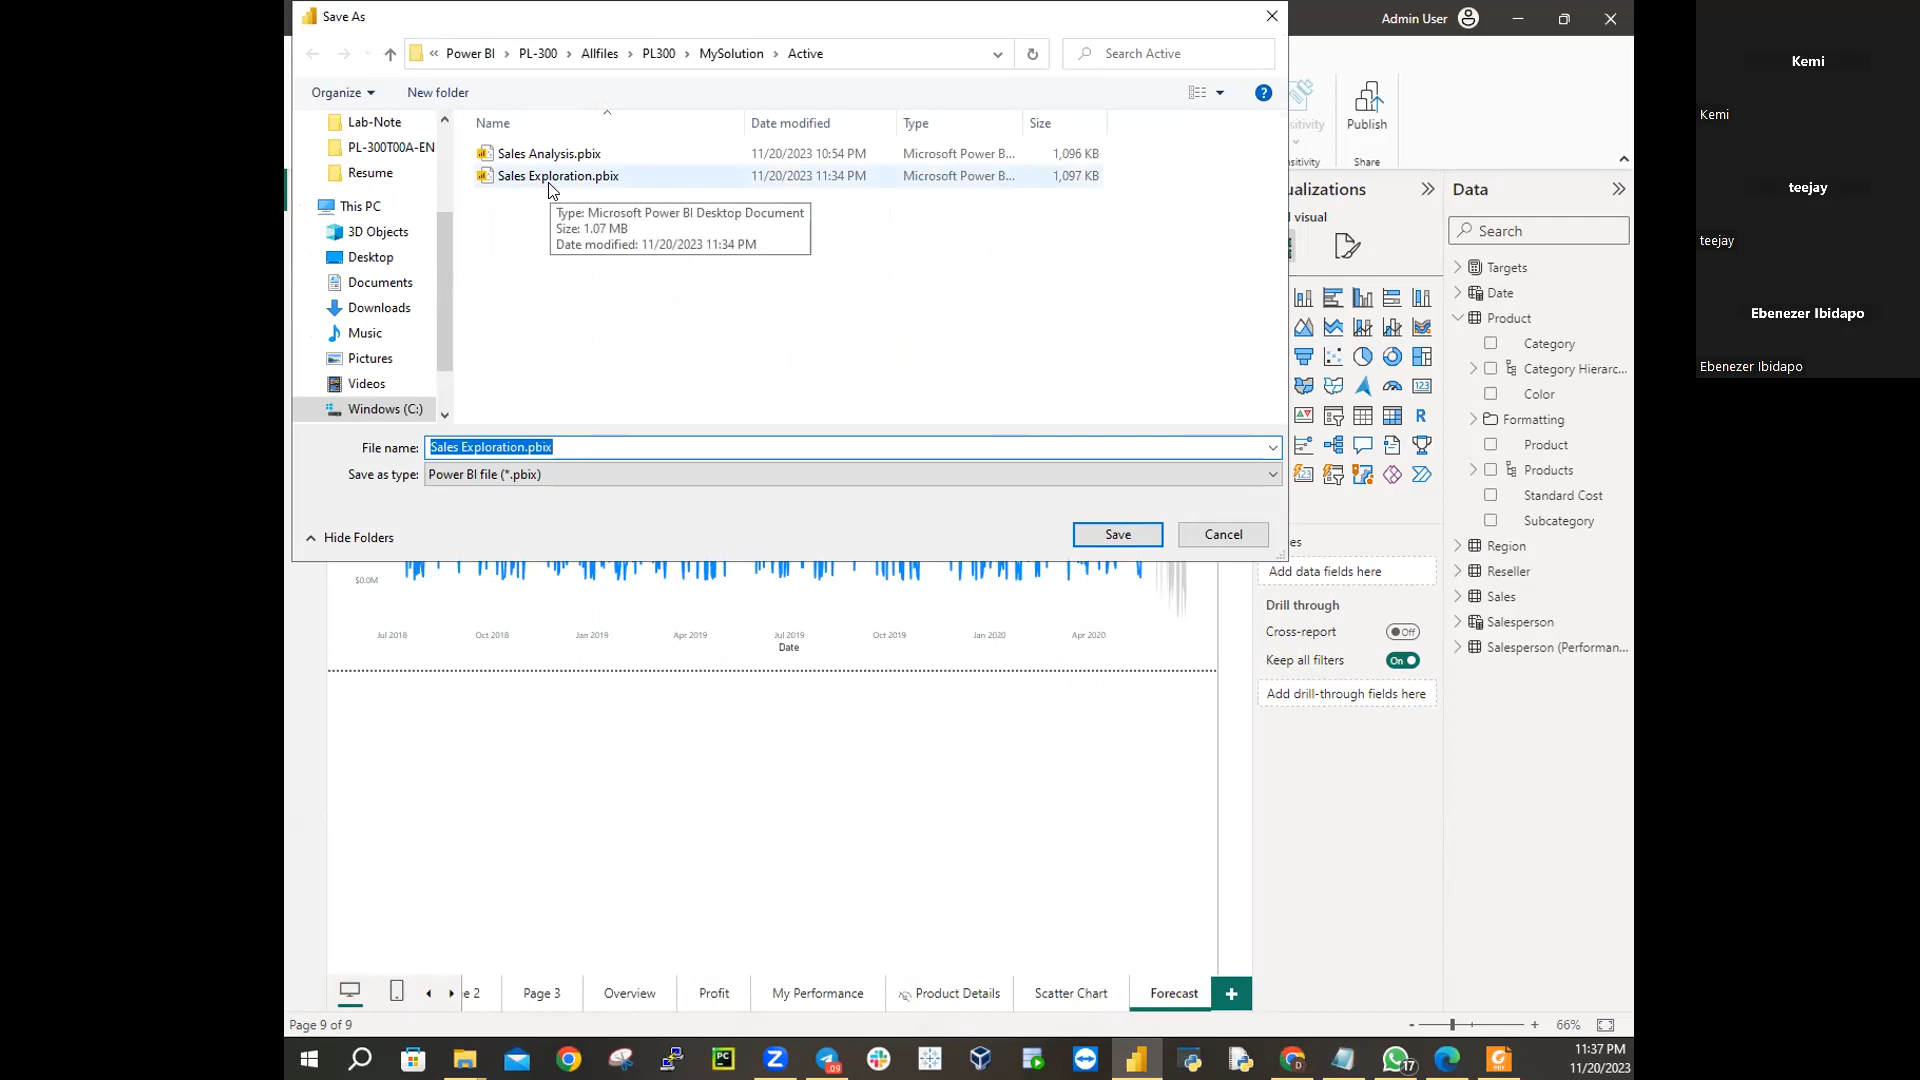 Save As
Admin User
« Power BI > PL-300 > Allfiles > PL300 > MySolution > Active
Search Active
Organize
New folder
Name
Date modified
Type
Size
Lab-Note
PL-300T00A-EN
Resume
This PC
3D Objects
Desktop
Documents
Downloads
Music
Pictures
Videos
Windows (C:)
Sales Analysis.pbix 11/20/2023 10:54 PM Microsoft Power B... 1,096 KB
Sales Exploration.pbix 11/20/2023 11:34 PM Microsoft Power B... 1,097 KB
Type: Microsoft Power BI Desktop Document
Size: 1.07 MB
Date modified: 11/20/2023 11:34 PM
File name: Sales Exploration.pbix
Save as type: Power BI file (*.pbix)
Hide Folders
Save
Cancel
sitivity
Publish
sitivity
Share
ualizations
l visual
es
Add data fields here
Drill through
Cross-report Off
Keep all filters On
Add drill-through fields here
Data
Search
Targets
Date
Product
Category
Category Hierarc...
Color
Formatting
Product
Products
Standard Cost
Subcategory
Region
Reseller
Sales
Salesperson
Salesperson (Performan...
$0.0M
Jul 2018 Oct 2018 Jan 2019 Apr 2019 Jul 2019 Oct 2019 Jan 2020 Apr 2020
Date
e 2
Page 3
Overview
Profit
My Performance
Product Details
Scatter Chart
Forecast
+
Page 9 of 9
- + 66%
11:37 PM
11/20/2023
Kemi
Kemi
teejay
teejay
Ebenezer Ibidapo
Ebenezer Ibidapo